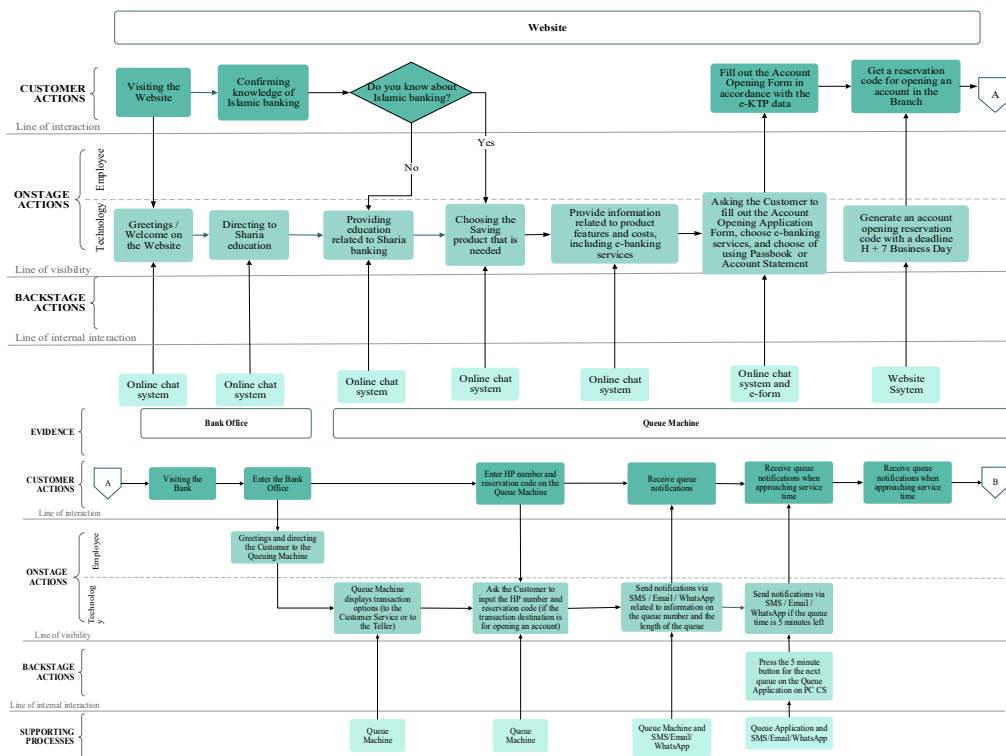 Website
CUSTOMER
ACTIONS
Visiting the
Website
Confirming
knowledge of
Islamic banking
Do you know about
Islamic banking?
Fill out the Account
Opening Form in
accordance with the
e-KTP data
Get a reservation
code for opening an
account in the
Branch
A
Line of interaction
Yes
No
ONSTAGE
ACTIONS
Employee
Technology
Greetings /
Welcome on
the Website
Directing to
Sharia
education
Providing
education
related to Sharia
banking
Choosing the
Saving
product that is
needed
Provide information
related to product
features and costs,
including e-banking
services
Asking the Customer to
fill out the Account
Opening Application
Form, choose e-banking
services, and choose of
using Passbook or
Account Statement
Generate an account
opening reservation
code with a deadline
H + 7 Business Day
Line of visibility
BACKSTAGE
ACTIONS
Line of internal interaction
Online chat
system
Online chat
system
Online chat
system
Online chat
system
Online chat
system
Online chat
system and
e-form
Website
Ssytem
EVIDENCE
Bank Office
Queue Machine
CUSTOMER
ACTIONS
A
Visiting the
Bank
Enter the Bank
Office
Enter HP number and
reservation code on the
Queue Machine
Receive queue
notifications
Receive queue
notifications when
approaching service
time
Receive queue
notifications when
approaching service
time
B
Line of interaction
ONSTAGE
ACTIONS
Employee
Technolog
y
Greetings and directing
the Customer to the
Queuing Machine
Queue Machine
displays transaction
options (to the
Customer Service or to
the Teller)
Ask the Customer to
input the HP number and
reservation code (if the
transaction destination is
for opening an account)
Send notifications via
SMS / Email / WhatsApp
related to information on
the queue number and the
length of the queue
Send notifications via
SMS / Email /
WhatsApp if the queue
time is 5 minutes left
Line of visibility
BACKSTAGE
ACTIONS
Press the 5 minute
button for the next
queue on the Queue
Application on PC CS
Line of internal interaction
SUPPORTING
PROCESSES
Queue
Machine
Queue
Machine
Queue Machine and
SMS/Email/
WhatsApp
Queue Application and
SMS/Email/WhatsApp